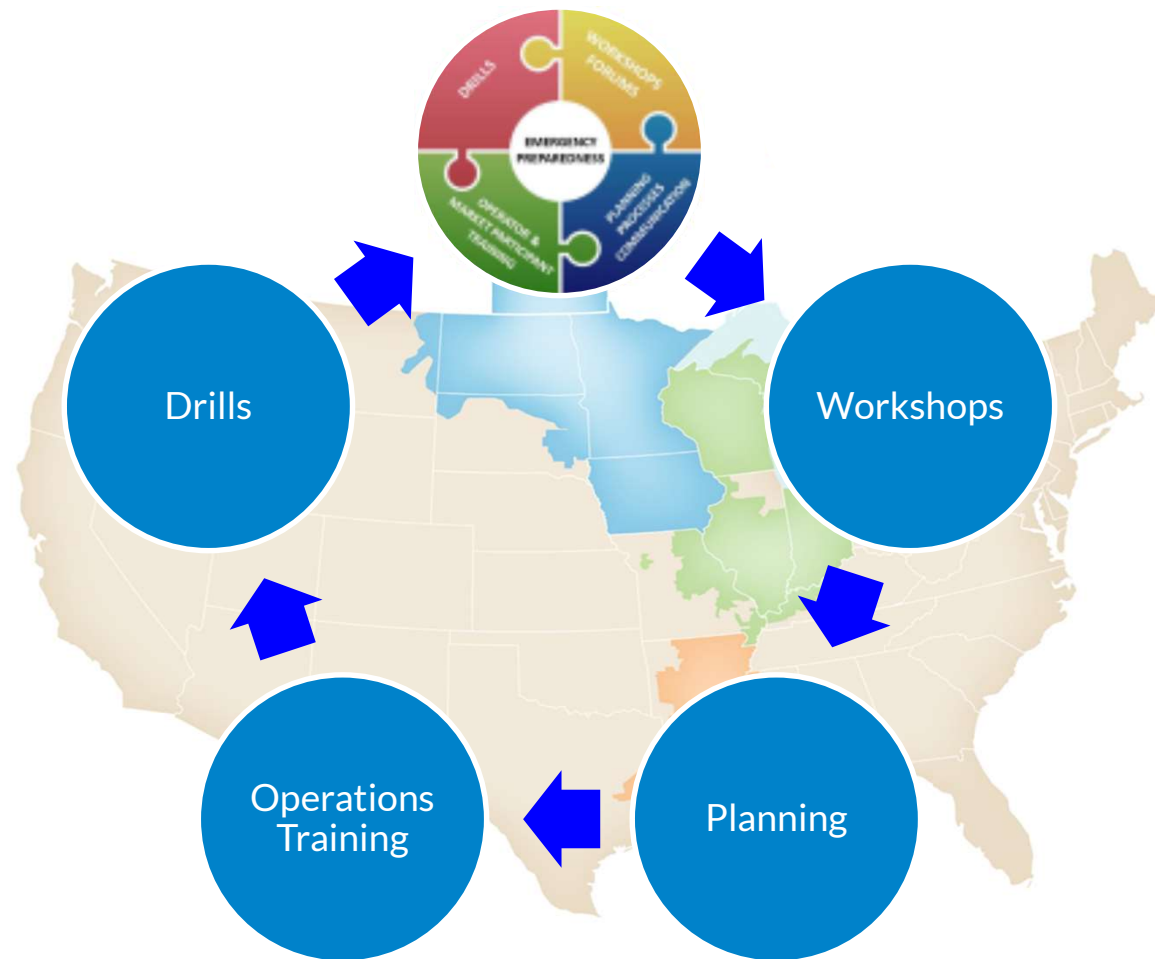 DRILLS
WORKSHOPS
FORUMS
EMERGENCY
PREPAREDNESS
OPERATOR &
MARKET PARTICIPANT
TRAINING
PLANNING
PROCESSES
COMMUNICATION
Drills
Workshops
Operations
Training
Planning